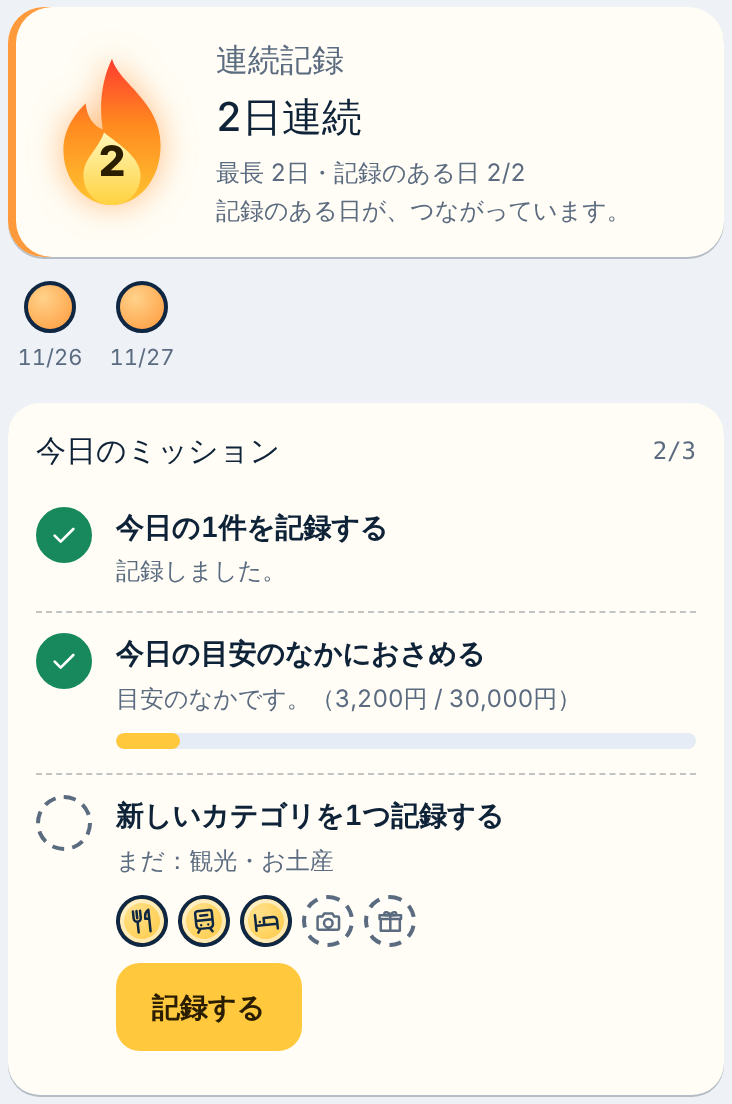 連続記録
2
2日連続
最長 2日・記録のある日 2/2
記録のある日が、つながっています。
11/26 11/27
今日のミッション 2/3
今日の1件を記録する
記録しました。
今日の目安のなかにおさめる
目安のなかです。（3,200円 / 30,000円）
新しいカテゴリを1つ記録する
まだ：観光・お土産
記録する